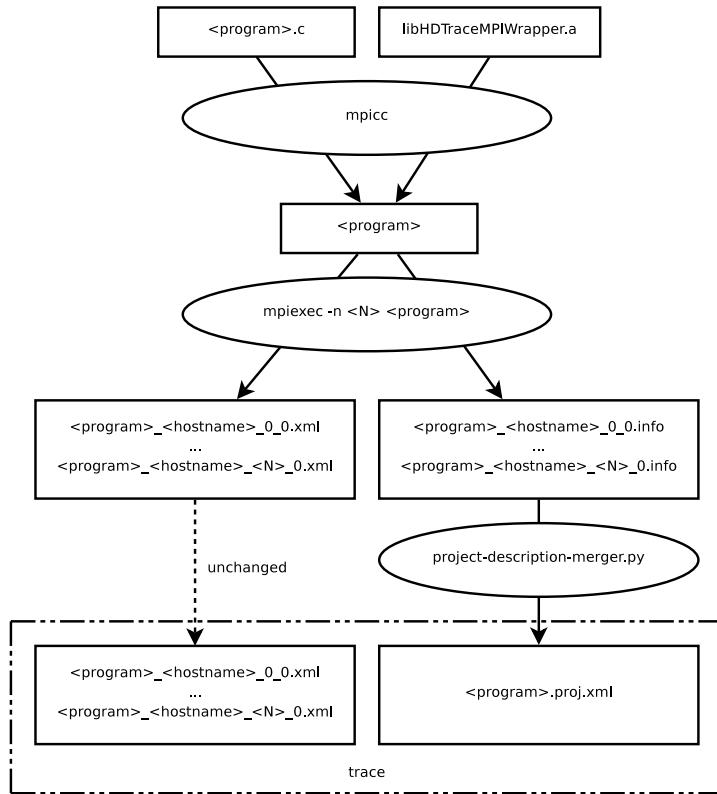 <program>.c
libHDTraceMPIWrapper.a
mpicc
<program>
mpiexec -n <N> <program>
<program>_<hostname>_0_0.xml
...
<program>_<hostname>_<N>_0.xml
<program>_<hostname>_0_0.info
...
<program>_<hostname>_<N>_0.info
project-description-merger.py
unchanged
<program>_<hostname>_0_0.xml
...
<program>_<hostname>_<N>_0.xml
<program>.proj.xml
trace